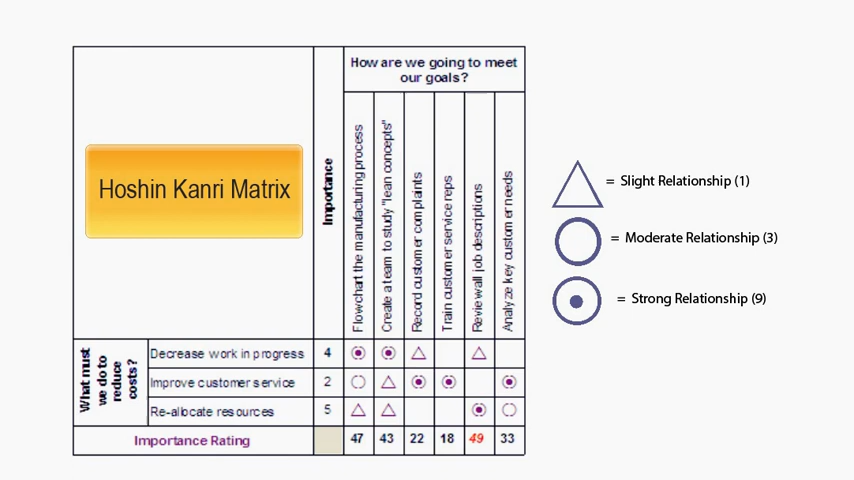 How are we going to meet
our goals?
Hoshin Kanri Matrix
Importance
Flowchart the manufacturing process
Create a team to study "lean concepts"
Record customer complaints
Train customer service reps
Review all job descriptions
Analyze key customer needs
= Slight Relationship (1)
= Moderate Relationship (3)
= Strong Relationship (9)
What must
we do to
reduce
costs?
Decrease work in progress 4
Improve customer service 2
Re-allocate resources 5
Importance Rating 47 43 22 18 49 33